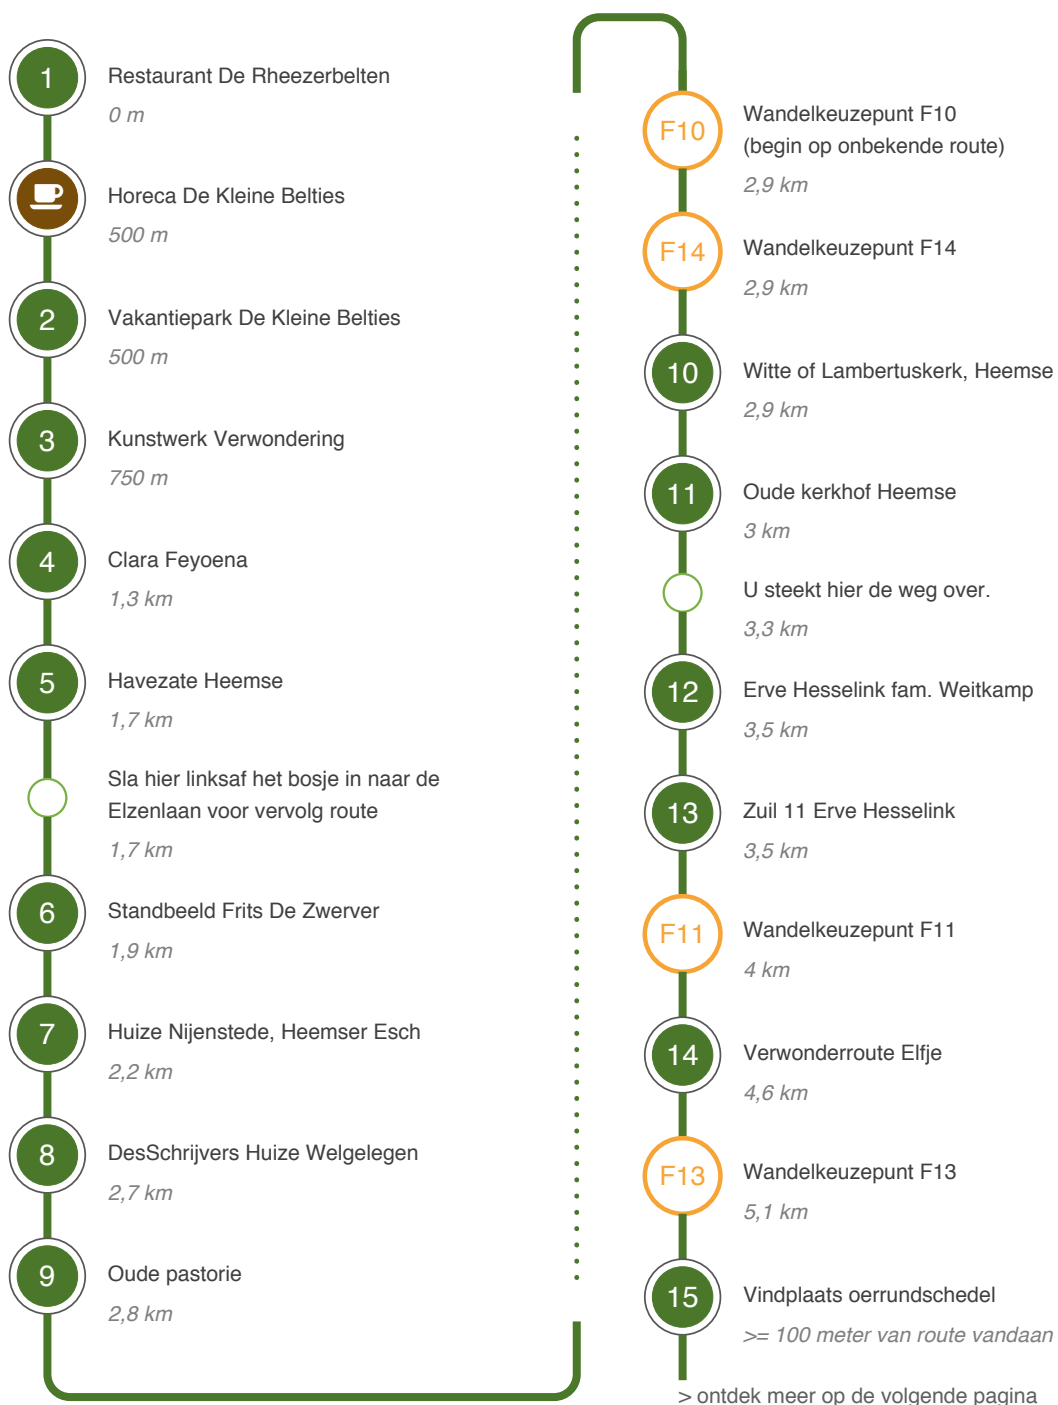 1
Restaurant De Rheezerbelten
0 m
Horeca De Kleine Belties
500 m
2
Vakantiepark De Kleine Belties
500 m
3
Kunstwerk Verwondering
750 m
4
Clara Feyoena
1,3 km
5
Havezate Heemse
1,7 km
Sla hier linksaf het bosje in naar de
Elzenlaan voor vervolg route
1,7 km
6
Standbeeld Frits De Zwerver
1,9 km
7
Huize Nijenstede, Heemser Esch
2,2 km
8
DesSchrijvers Huize Welgelegen
2,7 km
9
Oude pastorie
2,8 km
F10
Wandelkeuzepunt F10
(begin op onbekende route)
2,9 km
F14
Wandelkeuzepunt F14
2,9 km
10
Witte of Lambertuskerk, Heemse
2,9 km
11
Oude kerkhof Heemse
3 km
U steekt hier de weg over.
3,3 km
12
Erve Hesselink fam. Weitkamp
3,5 km
13
Zuil 11 Erve Hesselink
3,5 km
F11
Wandelkeuzepunt F11
4 km
14
Verwonderroute Elfje
4,6 km
F13
Wandelkeuzepunt F13
5,1 km
15
Vindplaats oerrundschedel
>= 100 meter van route vandaan
> ontdek meer op de volgende pagina